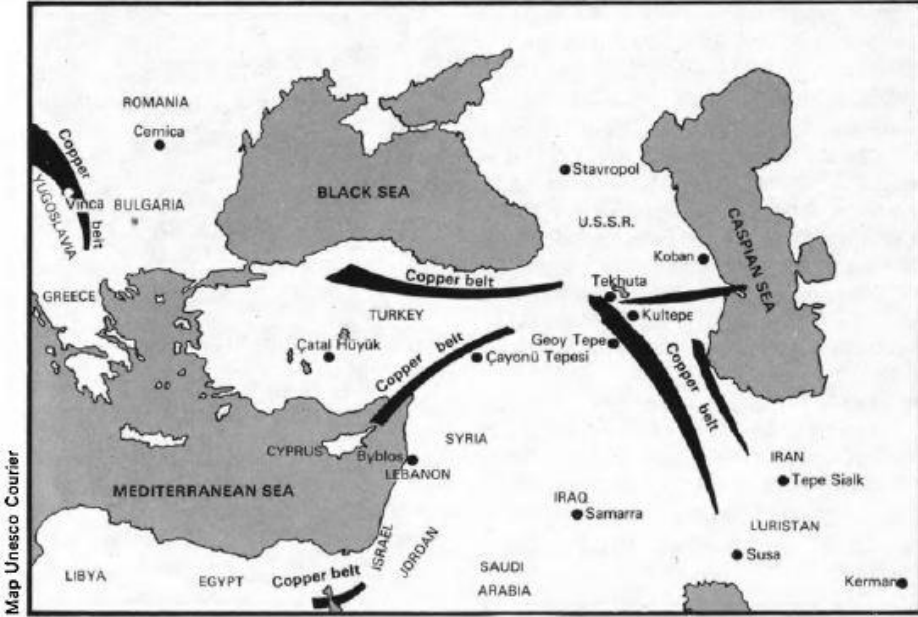 ROMANIA
Cernica
Copper
belt
YUGOSLAVIA
Vinca
BULGARIA
BLACK SEA
Stavropol
U.S.S.R.
CASPIAN SEA
Koban
Copper belt
Tekhuta
GREECE
TURKEY
Kultepe
Çatal Hüyük
Copper belt
Geoy Tepe
Çayonü Tepesi
Copper belt
CYPRUS
Byblos
SYRIA
LEBANON
IRAN
Tepe Sialk
MEDITERRANEAN SEA
IRAQ
Samarra
LURISTAN
Susa
ISRAEL
JORDAN
LIBYA
EGYPT
Copper belt
SAUDI
ARABIA
Kerman
Map Unesco Courier